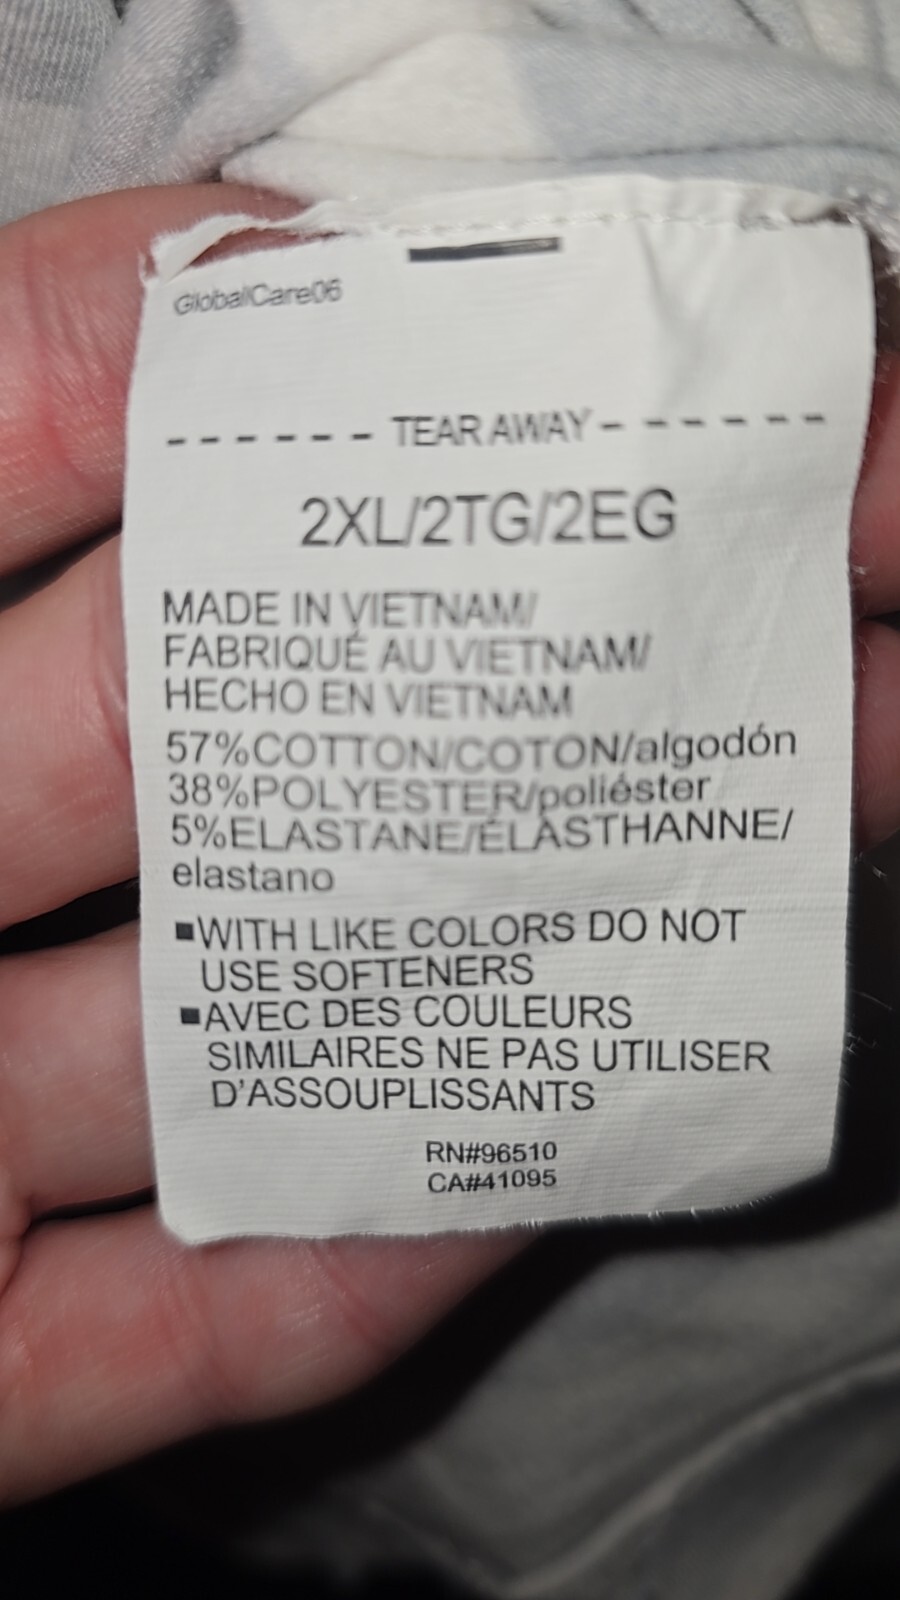 GlobalCare06
- - - - - - TEAR AWAY - - - - - -
2XL/2TG/2EG
MADE IN VIETNAM/
FABRIQUÉ AU VIETNAM/
HECHO EN VIETNAM
57%COTTON/COTON/algodón
38%POLYESTER/poliéster
5%ELASTANE/ÉLASTHANNE/
elastano
■WITH LIKE COLORS DO NOT
USE SOFTENERS
■AVEC DES COULEURS
SIMILAIRES NE PAS UTILISER
D'ASSOUPLISSANTS
RN#96510
CA#41095